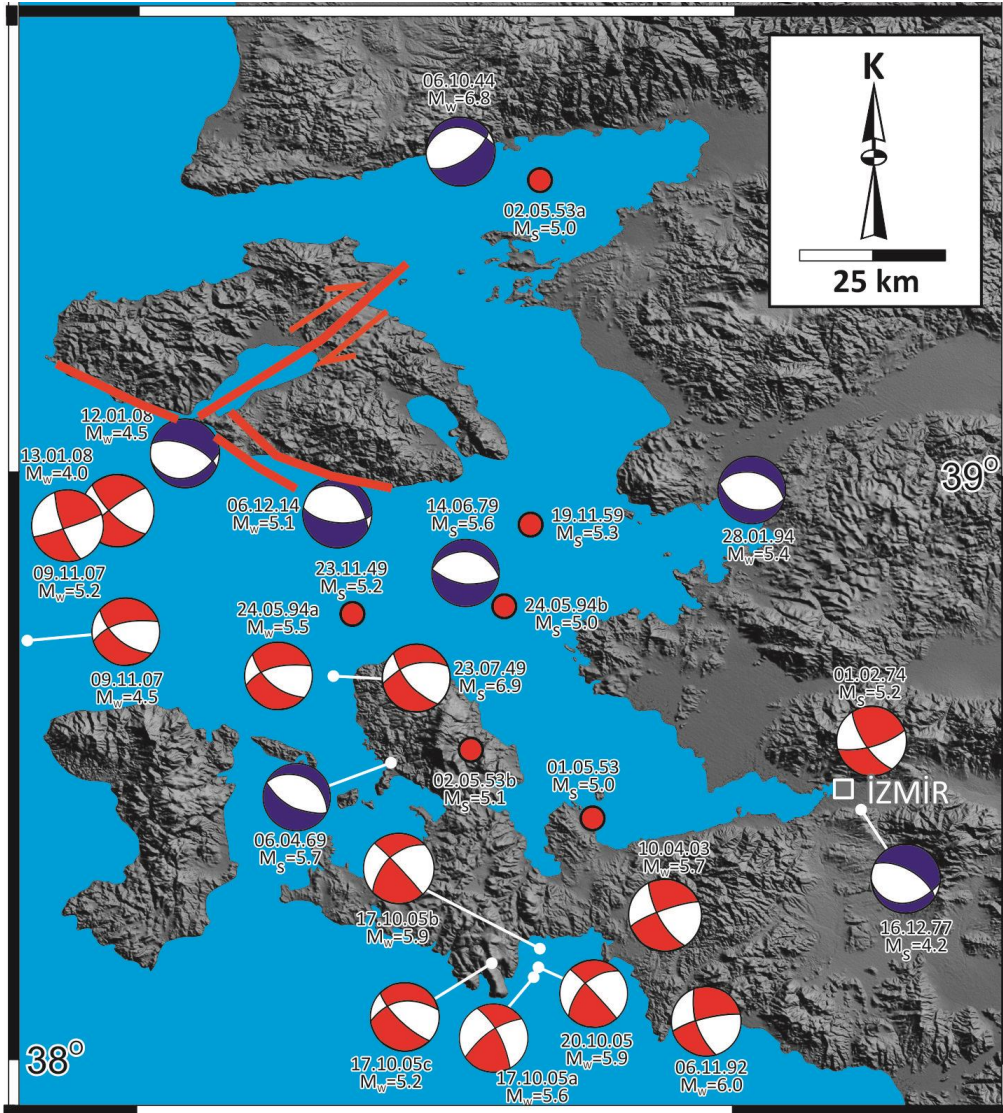 06.10.44
Mw=6.8
K
25 km
02.05.53a
MS=5.0
12.01.08
Mw=4.5
13.01.08
Mw=4.0
39°
06.12.14
Mw=5.1
14.06.79
MS=5.6
19.11.59
MS=5.3
28.01.94
Mw=5.4
09.11.07
Mw=5.2
23.11.49
MS=5.2
24.05.94a
Mw=5.5
24.05.94b
MS=5.0
09.11.07
Mw=4.5
23.07.49
MS=6.9
01.02.74
MS=5.2
02.05.53b
MS=5.1
01.05.53
MS=5.0
İZMİR
06.04.69
MS=5.7
10.04.03
Mw=5.7
17.10.05b
Mw=5.9
16.12.77
MS=4.2
38°
17.10.05c
Mw=5.2
17.10.05a
Mw=5.6
20.10.05
Mw=5.9
06.11.92
Mw=6.0